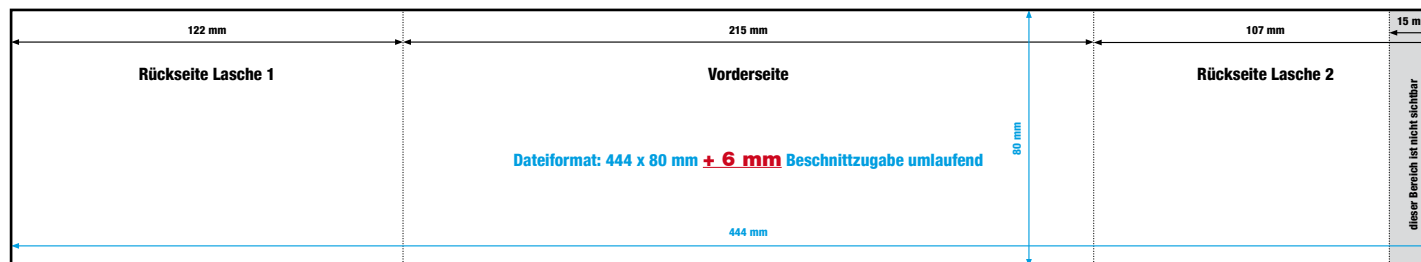 122 mm
215 mm
107 mm
15 m
Rückseite Lasche 1
Vorderseite
Rückseite Lasche 2
80 mm
dieser Bereich ist nicht sichtbar
Dateiformat: 444 x 80 mm + 6 mm Beschnittzugabe umlaufend
444 mm